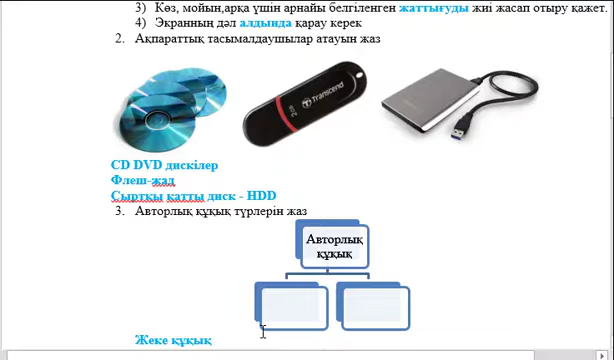 3) Көз, мойын,арқа үшін арнайы белгіленген жаттығуды жиі жасап отыру қажет.
4) Экранның дәл алдында қарау керек
2. Ақпараттық тасымалдаушылар атауын жаз
Transcend
2GB
CD DVD дискілер
Флеш-жад
Сыртқы қатты диск - HDD
3. Авторлық құқық түрлерін жаз
Авторлық
құқық
Жеке құқық